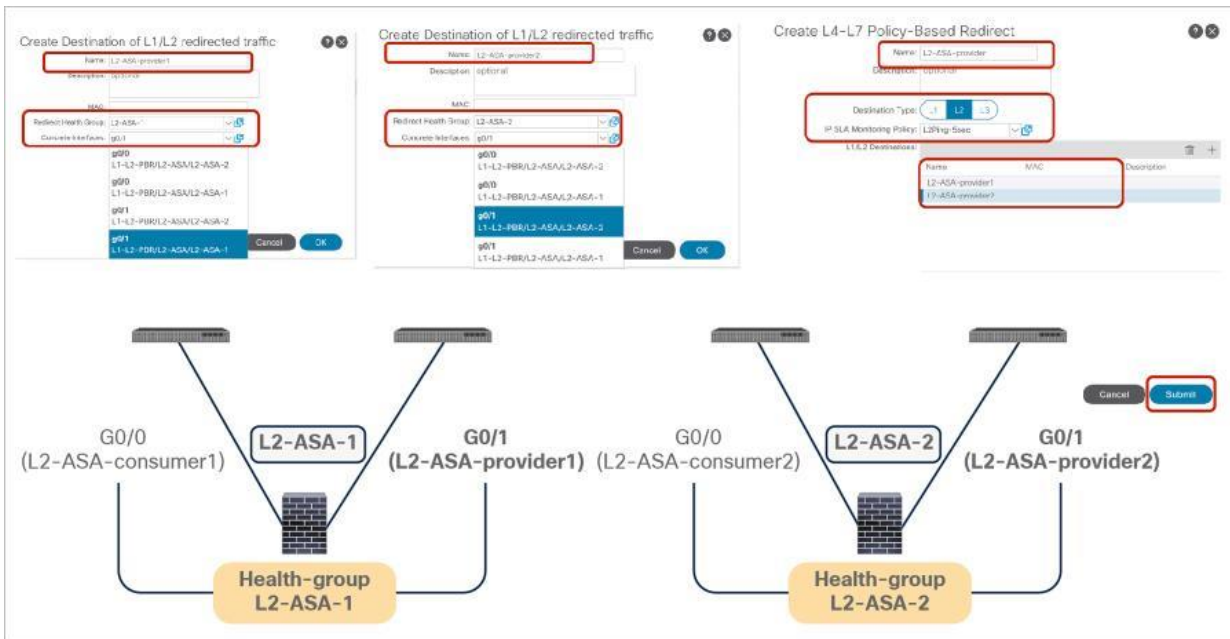 Create Destination of L1/L2 redirected traffic
Name: L2-ASA-provider1
Description: optional
MAC:
Redirect Health Group: L2-ASA-1
Concrete Interfaces: g0/1
g0/0
L1-L2-PBR/L2-ASA/L2-ASA-2
g0/0
L1-L2-PBR/L2-ASA/L2-ASA-1
g0/1
L1-L2-PBR/L2-ASA/L2-ASA-2
g0/1
L1-L2-PBR/L2-ASA/L2-ASA-1
Cancel OK
Create Destination of L1/L2 redirected traffic
Name: L2-ASA-provider2
Description: optional
MAC:
Redirect Health Group: L2-ASA-2
Concrete Interfaces: g0/1
g0/0
L1-L2-PBR/L2-ASA/L2-ASA-2
g0/0
L1-L2-PBR/L2-ASA/L2-ASA-1
g0/1
L1-L2-PBR/L2-ASA/L2-ASA-2
g0/1
L1-L2-PBR/L2-ASA/L2-ASA-1
Cancel OK
Create L4-L7 Policy-Based Redirect
Name: L2-ASA-provider
Description: optional
Destination Type: L1 L2 L3
IP SLA Monitoring Policy: L2Ping-5sec
L1/L2 Destinations:
Name MAC Description
L2-ASA-provider1
L2-ASA-provider2
Cancel Submit
G0/0
(L2-ASA-consumer1)
L2-ASA-1
G0/1
(L2-ASA-provider1)
Health-group
L2-ASA-1
G0/0
(L2-ASA-consumer2)
L2-ASA-2
G0/1
(L2-ASA-provider2)
Health-group
L2-ASA-2